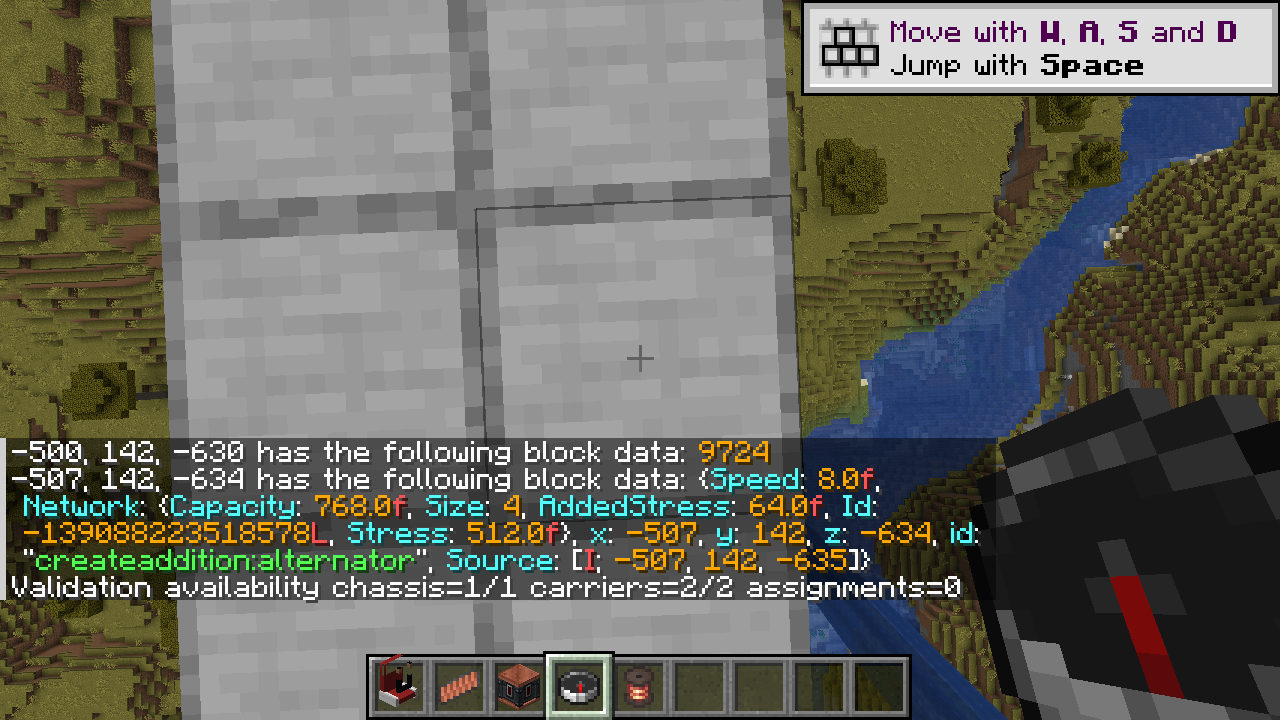 Move with W, A, S and D
Jump with Space
-500, 142, -630 has the following block data: 9724
-507, 142, -634 has the following block data: {Speed: 8.0f,
Network: {Capacity: 768.0f, Size: 4, AddedStress: 64.0f, Id:
-139088223518578L, Stress: 512.0f}, x: -507, y: 142, z: -634, id:
"createaddition:alternator", Source: [I; -507, 142, -635]}
Validation availability chassis=1/1 carriers=2/2 assignments=0